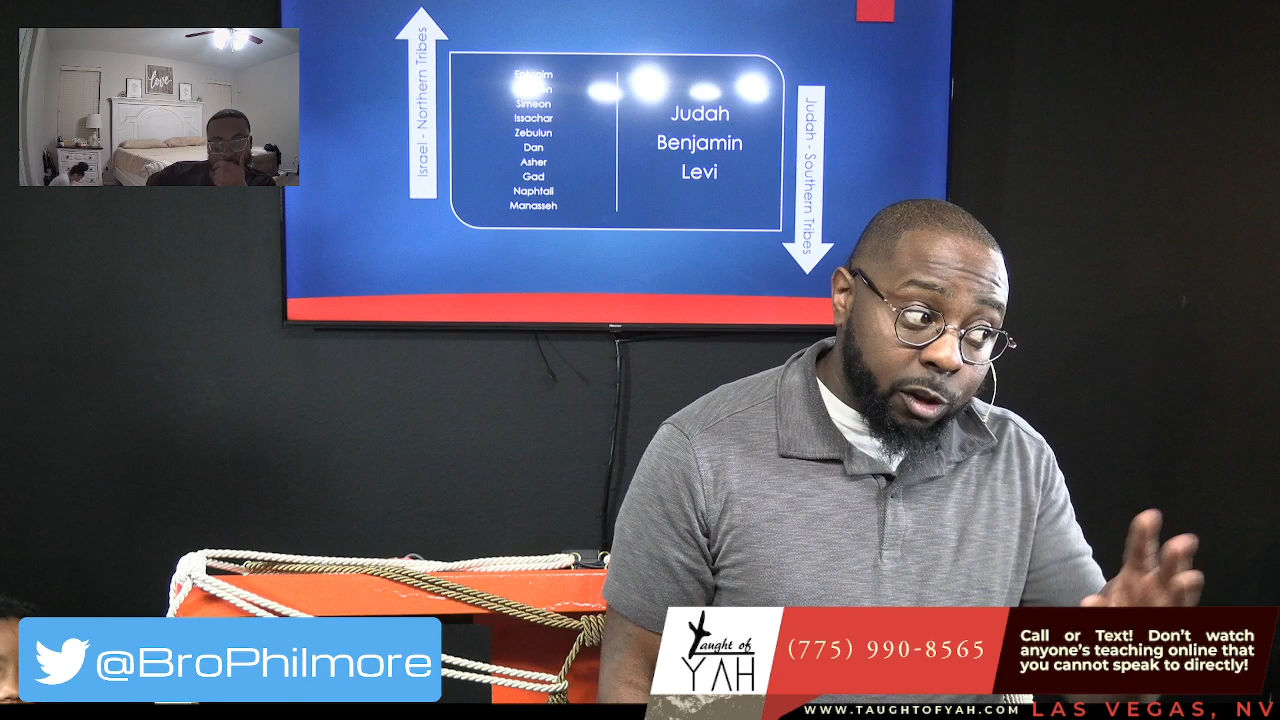 love
Israel - Northern Tribes
Ephraim
Simeon
Issachar
Zebulun
Dan
Asher
Gad
Naphtali
Manasseh
Judah
Benjamin
Levi
Judah - Southern Tribes
Hisense
@BroPhilmore
Taught of
YAH
(775) 990-8565
Call or Text! Don't watch
anyone's teaching online that
you cannot speak to directly!
WWW.TAUGHTOFYAH.COM
LAS VEGAS, NV